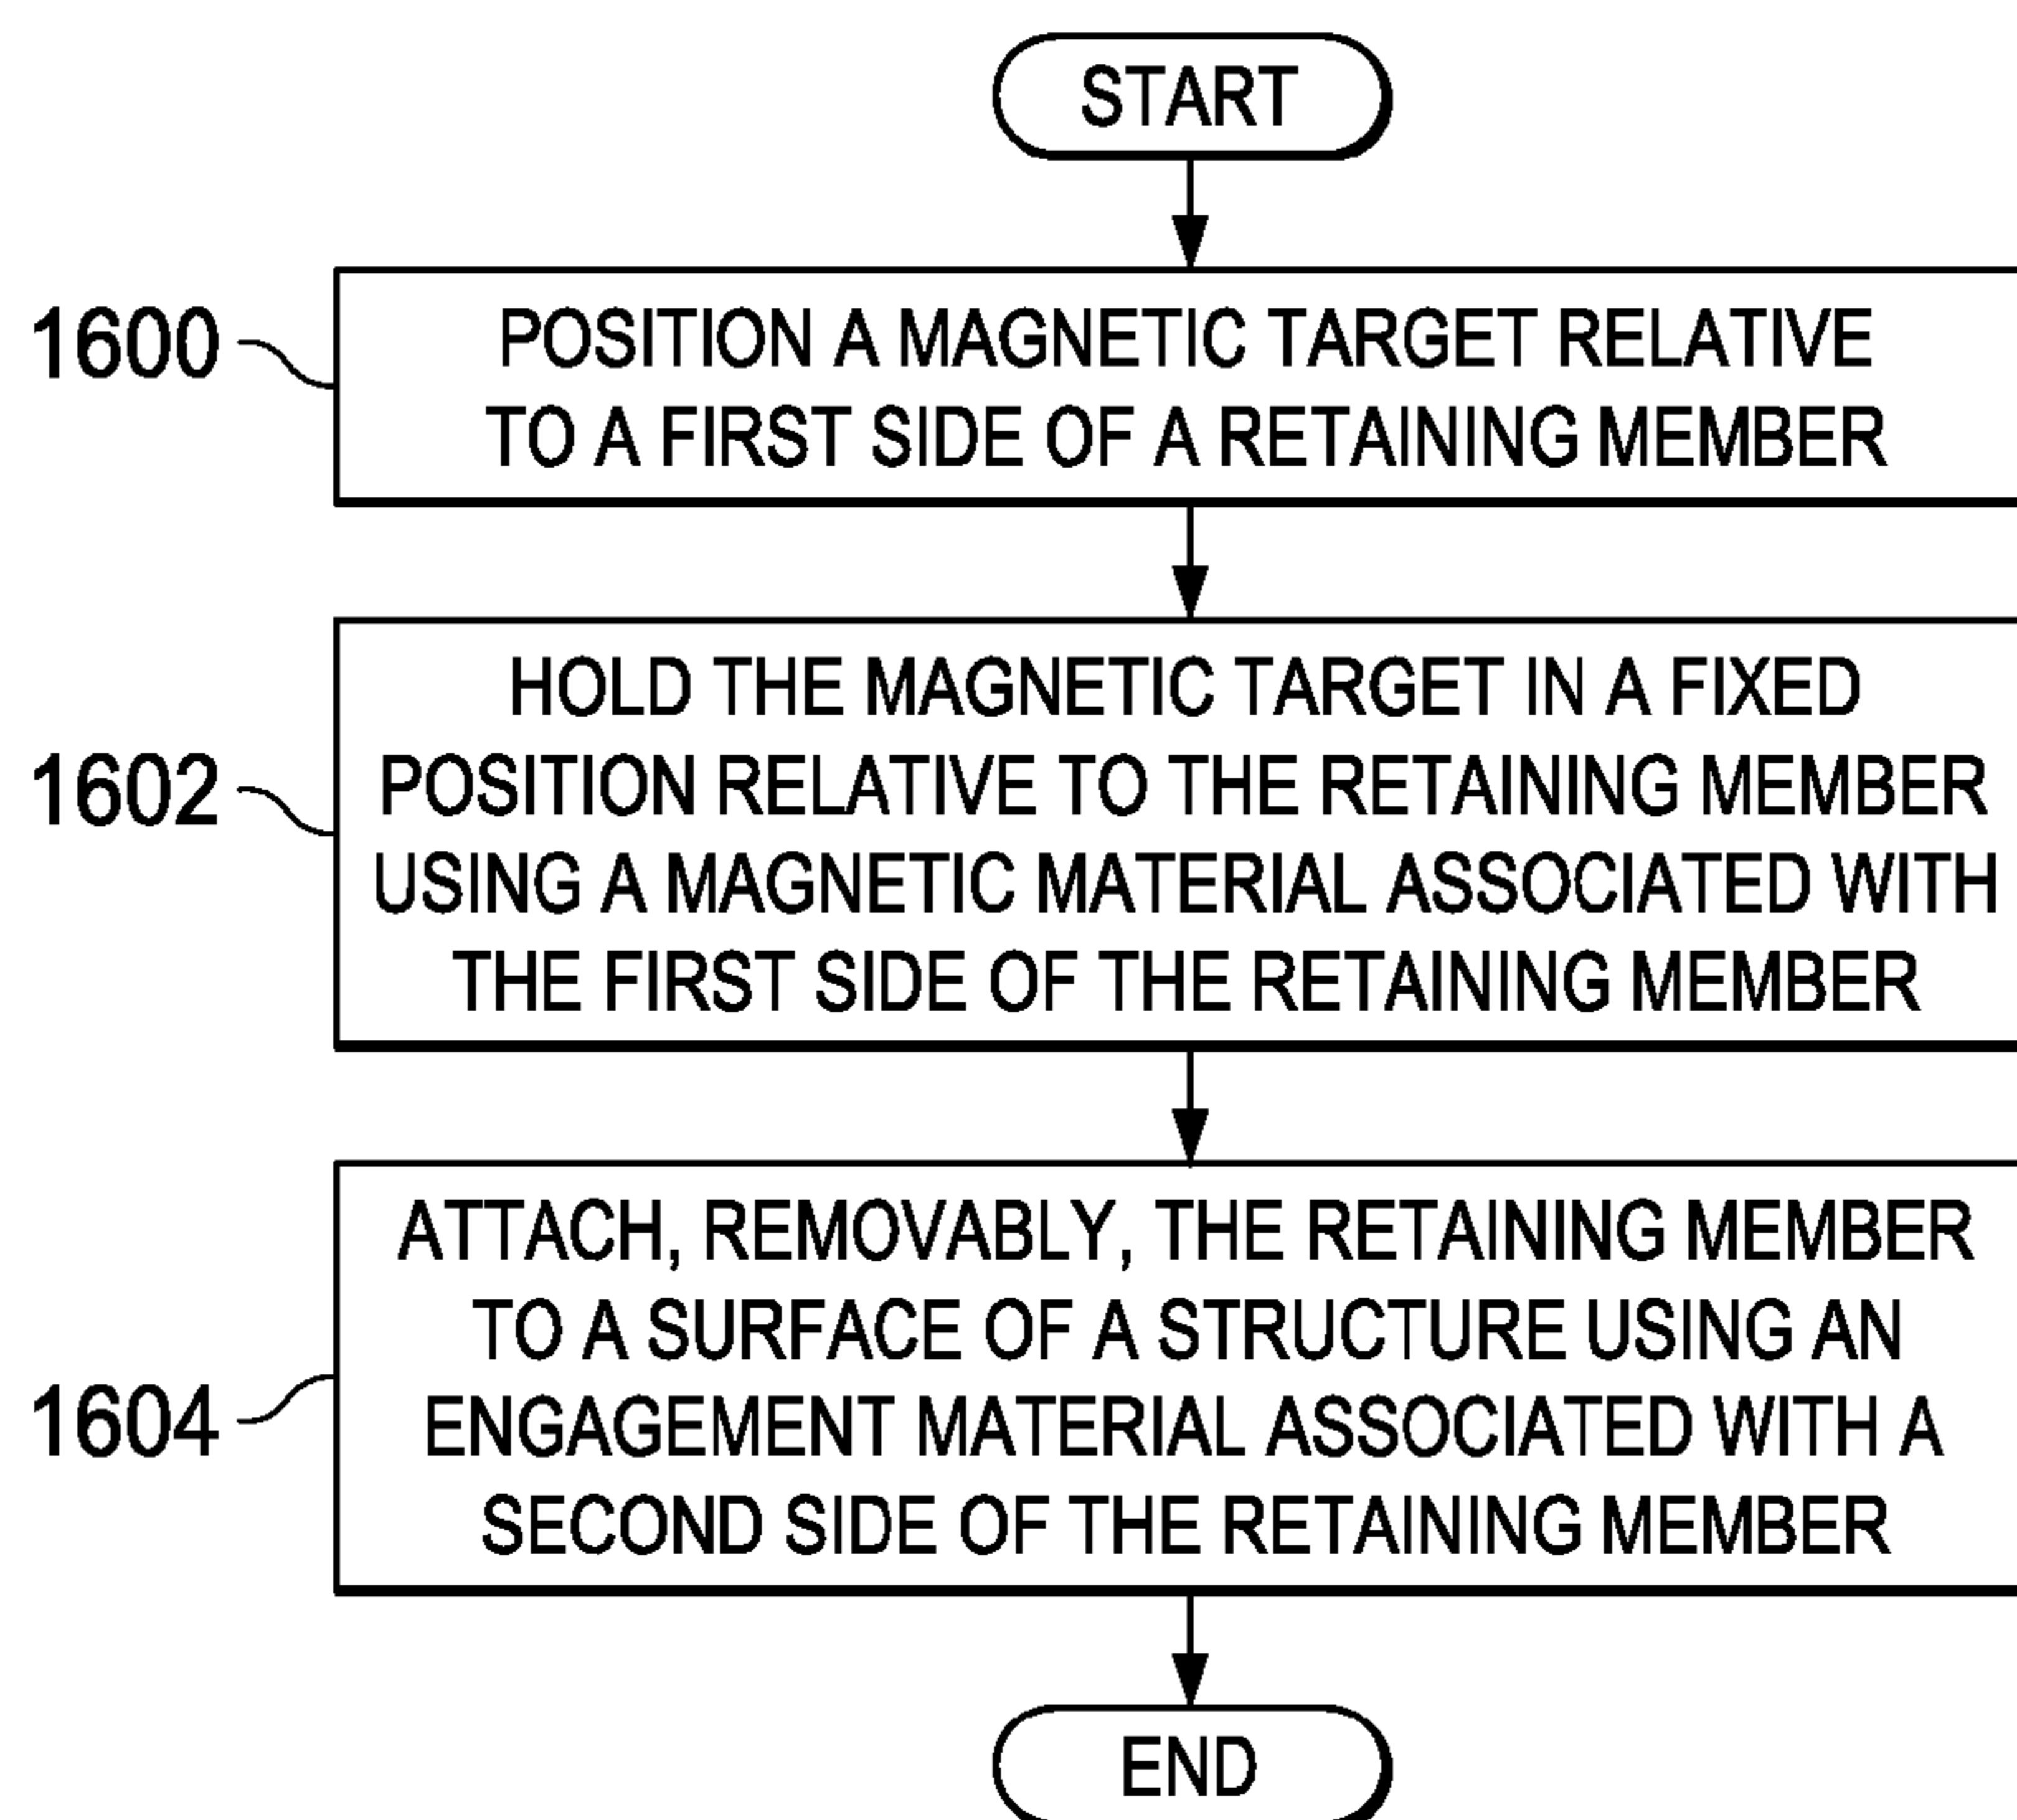 START
1600
POSITION A MAGNETIC TARGET RELATIVE
TO A FIRST SIDE OF A RETAINING MEMBER
1602
HOLD THE MAGNETIC TARGET IN A FIXED
POSITION RELATIVE TO THE RETAINING MEMBER
USING A MAGNETIC MATERIAL ASSOCIATED WITH
THE FIRST SIDE OF THE RETAINING MEMBER
1604
ATTACH, REMOVABLY, THE RETAINING MEMBER
TO A SURFACE OF A STRUCTURE USING AN
ENGAGEMENT MATERIAL ASSOCIATED WITH A
SECOND SIDE OF THE RETAINING MEMBER
END